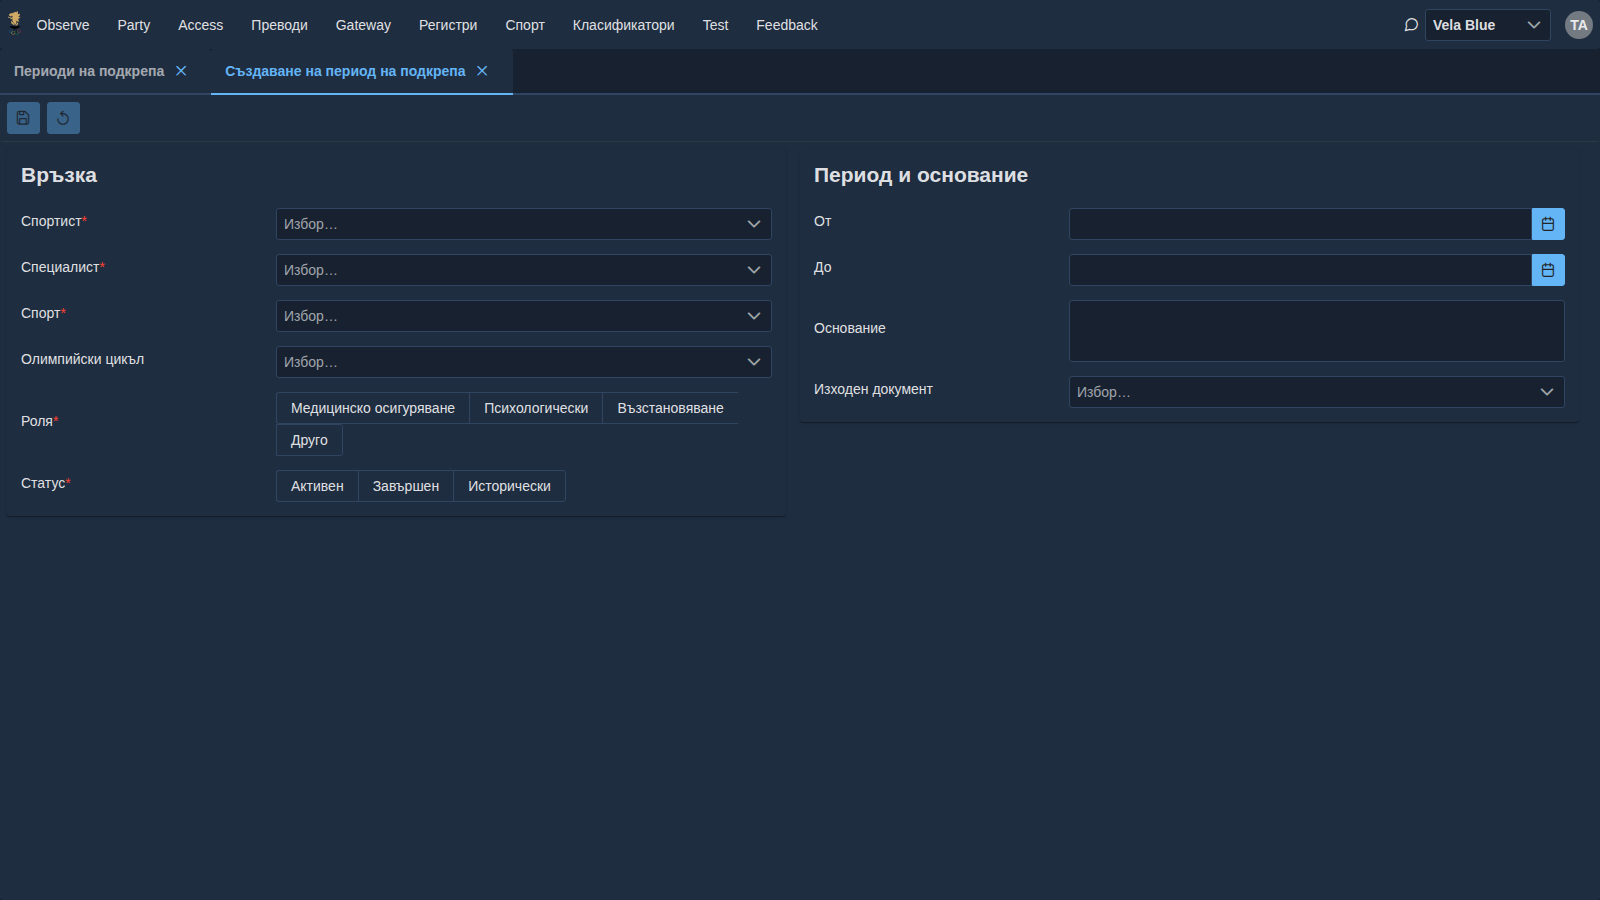 Observe Party Access Преводи Gateway Регистри Спорт Класификатори Test Feedback Vela Blue TA
Периоди на подкрепа Създаване на период на подкрепа
Връзка
Спортист* Избор...
Специалист* Избор...
Спорт* Избор...
Олимпийски цикъл Избор...
Роля* Медицинско осигуряване Психологически Възстановяване
Друго
Статус* Активен Завършен Исторически
Период и основание
От
До
Основание
Изходен документ Избор...